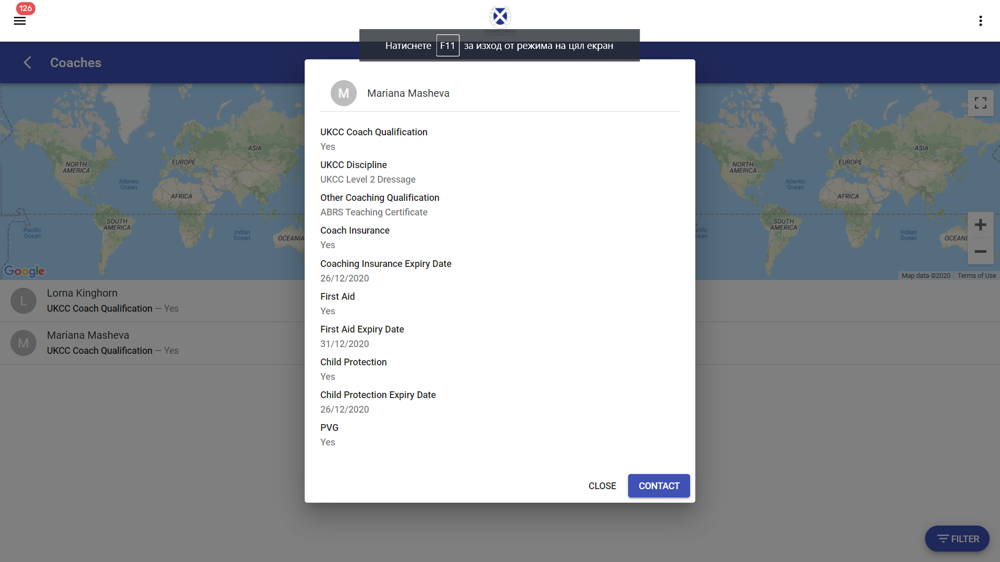 126
Натиснете F11 за изход от режима на цял екран
Coaches
M
Mariana Masheva
UKCC Coach Qualification
Yes
UKCC Discipline
UKCC Level 2 Dressage
Other Coaching Qualification
ABRS Teaching Certificate
Coach Insurance
Yes
Coaching Insurance Expiry Date
26/12/2020
First Aid
Yes
First Aid Expiry Date
31/12/2020
Child Protection
Yes
Child Protection Expiry Date
26/12/2020
PVG
Yes
CLOSE
CONTACT
NORTH
AMERICA
Atlantic
Ocean
EUROPE
ASIA
AFRICA
SOUTH
AMERICA
Pacific
Ocean
Indian
Ocean
OCEANIA
Google
NORTH
AMERICA
Atlantic
Ocean
EUROPE
ASIA
AFRICA
SOUTH
AMERICA
Indian
Ocean
OCEANI
Map data ©2020
Terms of Use
L
Lorna Kinghorn
UKCC Coach Qualification — Yes
M
Mariana Masheva
UKCC Coach Qualification — Yes
FILTER